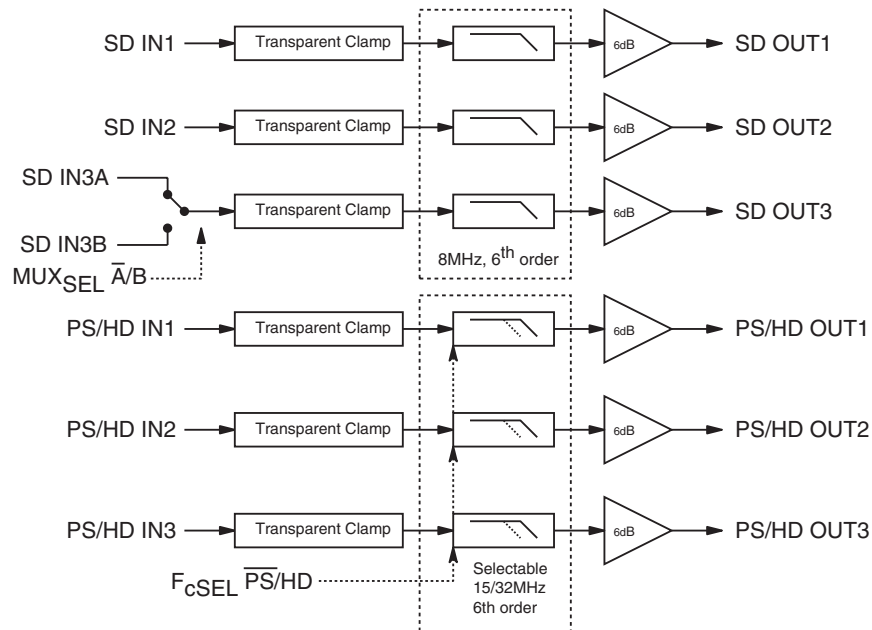 SD IN1 Transparent Clamp 6dB SD OUT1
SD IN2 Transparent Clamp 6dB SD OUT2
SD IN3A
Transparent Clamp 6dB SD OUT3
SD IN3B
8MHz, 6th order
MUXSEL A̅/B
PS/HD IN1 Transparent Clamp 6dB PS/HD OUT1
PS/HD IN2 Transparent Clamp 6dB PS/HD OUT2
PS/HD IN3 Transparent Clamp 6dB PS/HD OUT3
FcSEL P̅S̅/HD
Selectable
15/32MHz
6th order